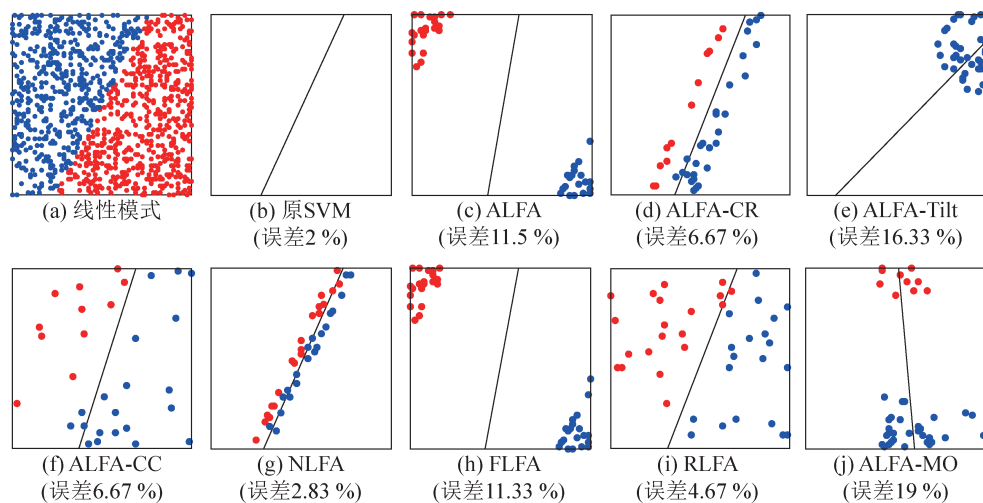 (a) 线性模式
(b) 原SVM
(误差2 %)
(c) ALFA
(误差11.5 %)
(d) ALFA-CR
(误差6.67 %)
(e) ALFA-Tilt
(误差16.33 %)
(f) ALFA-CC
(误差6.67 %)
(g) NLFA
(误差2.83 %)
(h) FLFA
(误差11.33 %)
(i) RLFA
(误差4.67 %)
(j) ALFA-MO
(误差19 %)